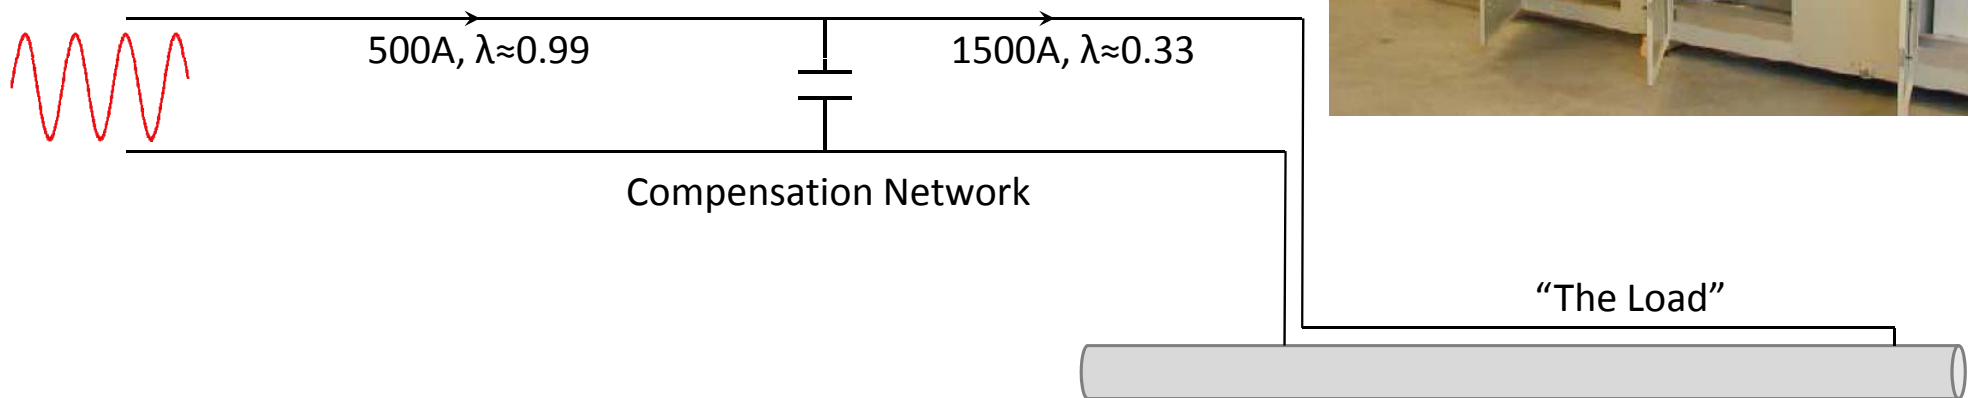 500A, λ≈0.99
1500A, λ≈0.33
Compensation Network
“The Load”